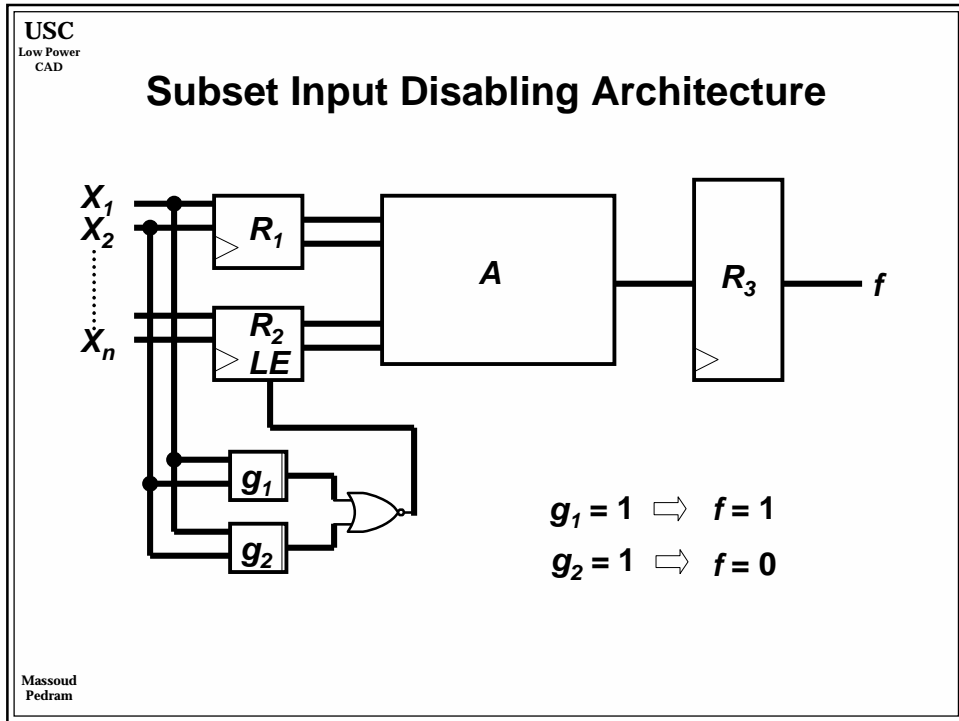 USC
Low Power
CAD
Subset Input Disabling Architecture
X1
X2
Xn
R1
R2
LE
A
R3
f
g1
g2
g1 = 1 ⇨ f = 1
g2 = 1 ⇨ f = 0
Massoud
Pedram